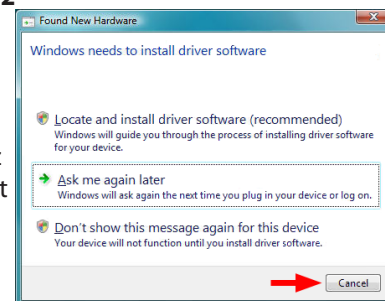 2
Found New Hardware
Windows needs to install driver software
Locate and install driver software (recommended)
Windows will guide you through the process of installing driver software
for your device.
Ask me again later
Windows will ask again the next time you plug in your device or log on.
Don't show this message again for this device
Your device will not function until you install driver software.
Cancel